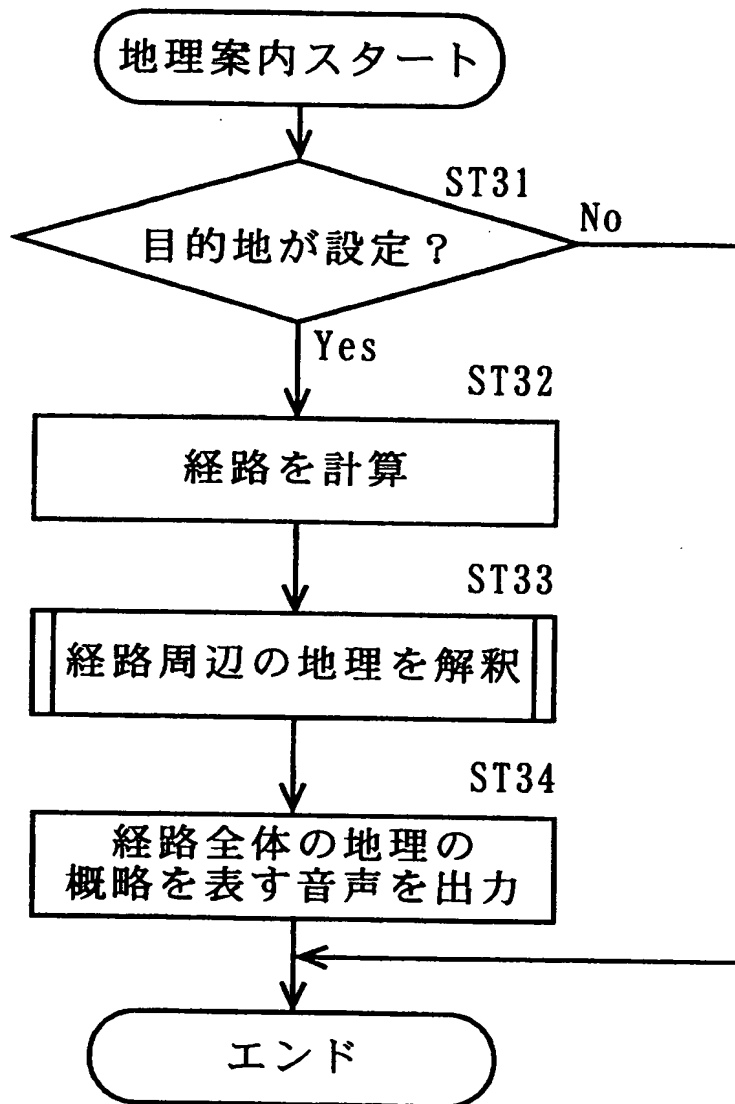 地理案内スタート
ST31
目的地が設定?
No
Yes
ST32
経路を計算
ST33
経路周辺の地理を解釈
ST34
経路全体の地理の
概略を表す音声を出力
エンド